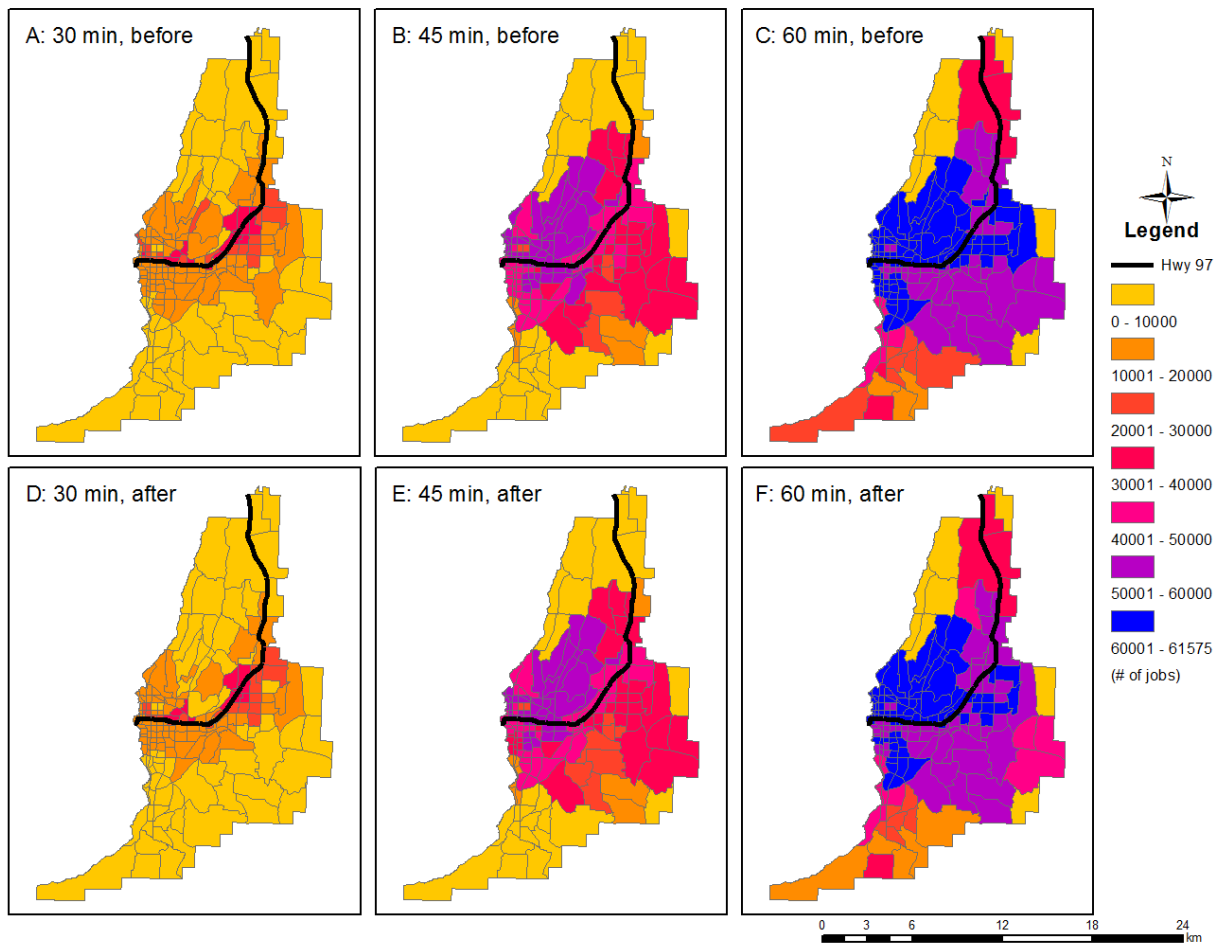 A: 30 min, before
B: 45 min, before
C: 60 min, before
D: 30 min, after
E: 45 min, after
F: 60 min, after
N
Legend
Hwy 97
0 - 10000
10001 - 20000
20001 - 30000
30001 - 40000
40001 - 50000
50001 - 60000
60001 - 61575
(# of jobs)
0 3 6 12 18 24
km